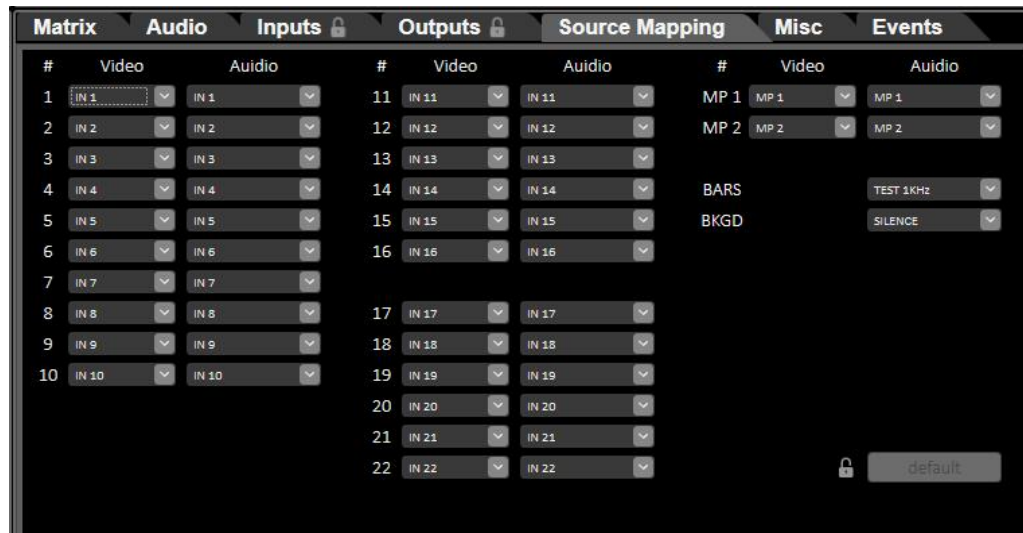 Matrix Audio Inputs Outputs Source Mapping Misc Events
# Video Auidio # Video Auidio # Video Auidio
1 IN 1 IN 1 11 IN 11 IN 11 MP 1 MP 1 MP 1
2 IN 2 IN 2 12 IN 12 IN 12 MP 2 MP 2 MP 2
3 IN 3 IN 3 13 IN 13 IN 13
4 IN 4 IN 4 14 IN 14 IN 14 BARS TEST 1KHz
5 IN 5 IN 5 15 IN 15 IN 15 BKGD SILENCE
6 IN 6 IN 6 16 IN 16 IN 16
7 IN 7 IN 7
8 IN 8 IN 8 17 IN 17 IN 17
9 IN 9 IN 9 18 IN 18 IN 18
10 IN 10 IN 10 19 IN 19 IN 19
20 IN 20 IN 20
21 IN 21 IN 21
22 IN 22 IN 22 default